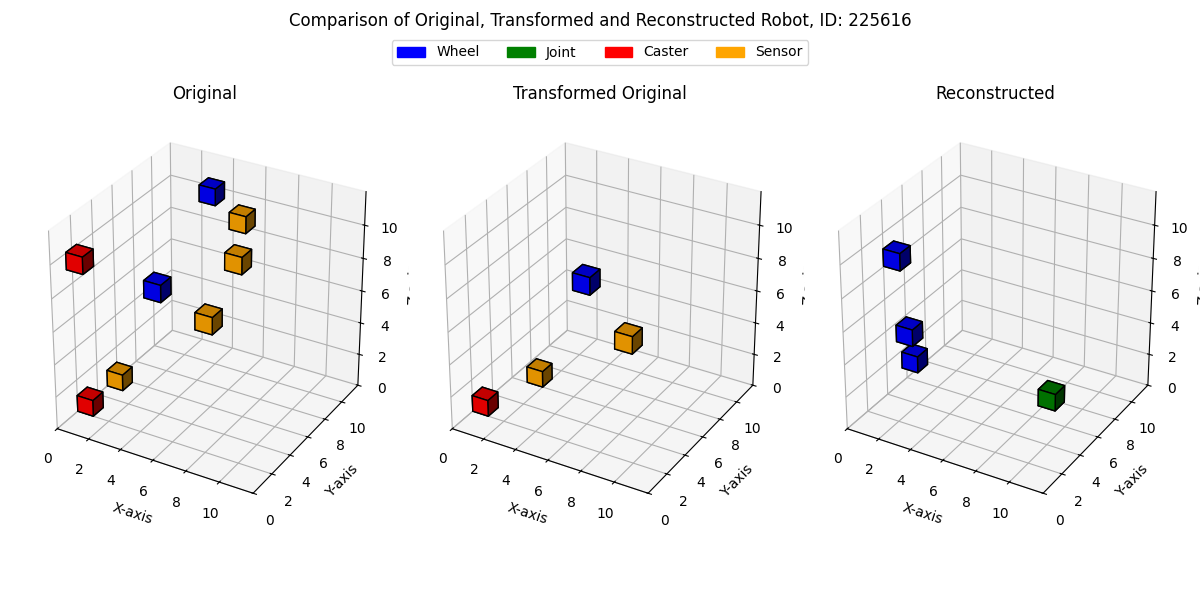 Comparison of Original, Transformed and Reconstructed Robot, ID: 225616
Wheel Joint Caster Sensor
Original Transformed Original Reconstructed
10 10 10
8 8 8
6 6 6
4 4 4
2 2 2
0 0 0
0 2 4 6 8 10 0 2 4 6 8 10 0 2 4 6 8 10
0 2 4 6 8 10 0 2 4 6 8 10 0 2 4 6 8 10
X-axis Y-axis X-axis Y-axis X-axis Y-axis